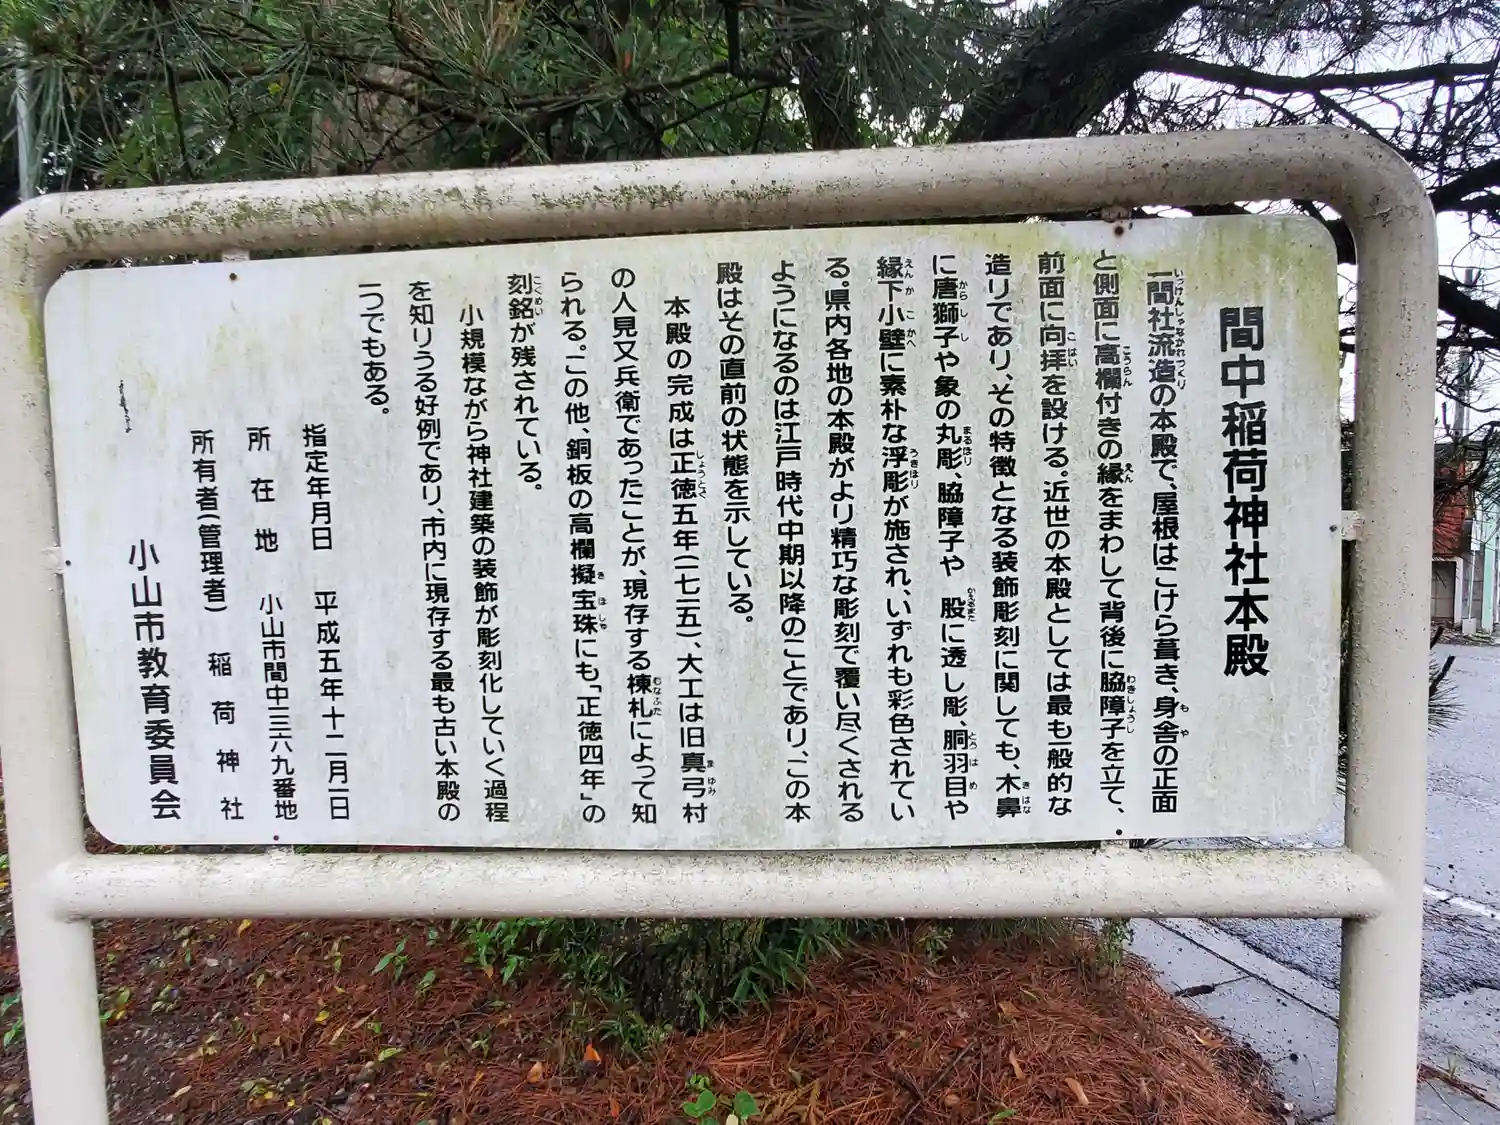 間中稲荷神社本殿
一間社流造の本殿で、屋根はこけら葺き、身舎の正面
と側面に高欄付きの縁をまわして背後に脇障子を立て、
前面に向拝を設ける。近世の本殿としては最も一般的な
造りであり、その特徴となる装飾彫刻に関しても、木鼻
に唐獅子や象の丸彫、脇障子や 股に透し彫、胴羽目や
縁下小壁に素朴な浮彫が施され、いずれも彩色されてい
る。県内各地の本殿がより精巧な彫刻で覆い尽くされる
ようになるのは江戸時代中期以降のことであり、この本
殿はその直前の状態を示している。
本殿の完成は正徳五年(一七一五)、大工は旧真弓村
の人見又兵衛であったことが、現存する棟札によって知
られる。この他、銅板の高欄擬宝珠にも「正徳四年」の
刻銘が残されている。
小規模ながら神社建築の装飾が彫刻化していく過程
を知りうる好例であり、市内に現存する最も古い本殿の
一つでもある。
指定年月日 平成五年十二月一日
所在地 小山市間中一三六九番地
所有者(管理者) 稲荷神社
小山市教育委員会